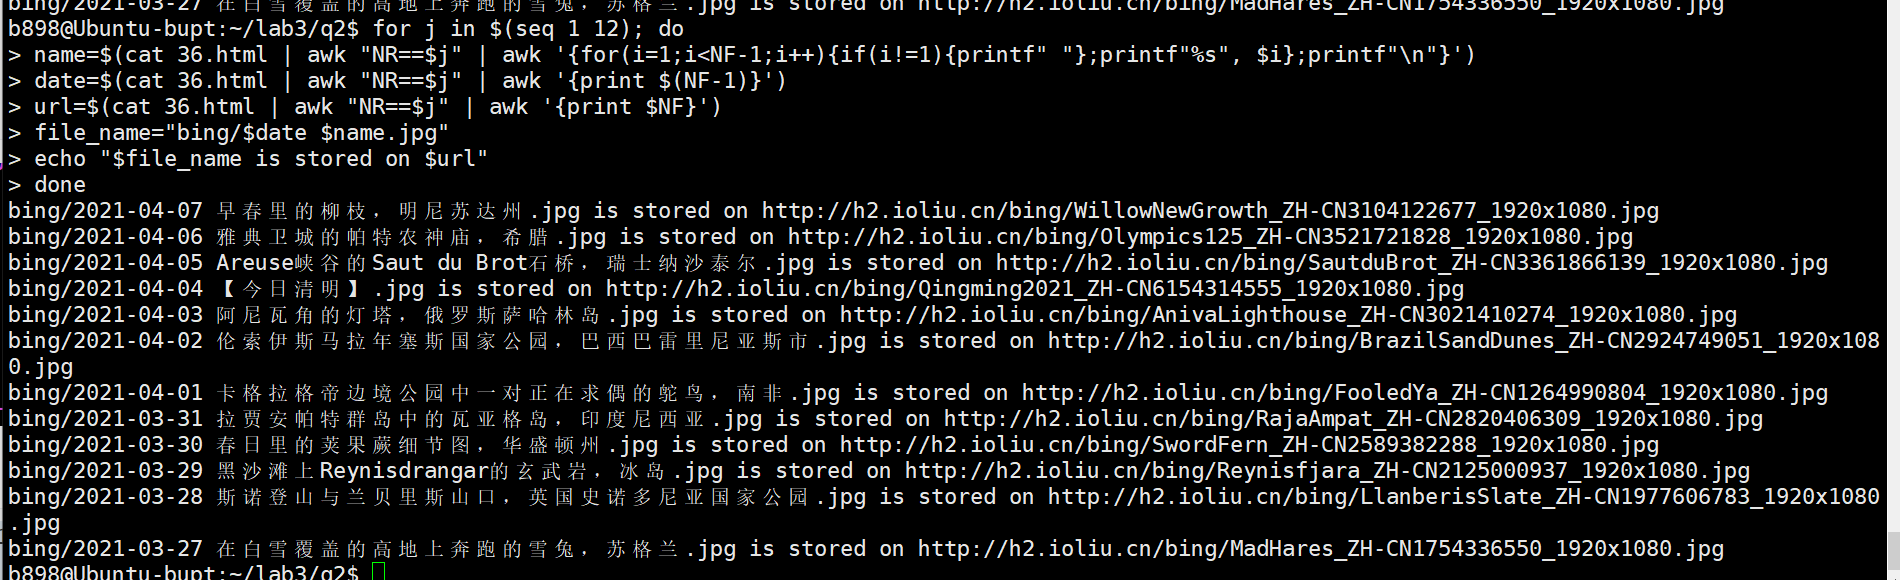 bing/2021-03-27 在白雪覆盖的高地上奔跑的雪兔，苏格兰.jpg is stored on http://h2.ioliu.cn/bing/MadHares_ZH-CN1754336550_1920x1080.jpg
b898@Ubuntu-bupt:~/lab3/q2$ for j in $(seq 1 12); do
> name=$(cat 36.html | awk "NR==$j" | awk '{for(i=1;i<NF-1;i++){if(i!=1){printf" "};printf"%s", $i};printf"\n"}')
> date=$(cat 36.html | awk "NR==$j" | awk '{print $(NF-1)}')
> url=$(cat 36.html | awk "NR==$j" | awk '{print $NF}')
> file_name="bing/$date $name.jpg"
> echo "$file_name is stored on $url"
> done
bing/2021-04-07 早春里的柳枝，明尼苏达州.jpg is stored on http://h2.ioliu.cn/bing/WillowNewGrowth_ZH-CN3104122677_1920x1080.jpg
bing/2021-04-06 雅典卫城的帕特农神庙，希腊.jpg is stored on http://h2.ioliu.cn/bing/Olympics125_ZH-CN3521721828_1920x1080.jpg
bing/2021-04-05 Areuse峡谷的Saut du Brot石桥，瑞士纳沙泰尔.jpg is stored on http://h2.ioliu.cn/bing/SautduBrot_ZH-CN3361866139_1920x1080.jpg
bing/2021-04-04 【今日清明】.jpg is stored on http://h2.ioliu.cn/bing/Qingming2021_ZH-CN6154314555_1920x1080.jpg
bing/2021-04-03 阿尼瓦角的灯塔，俄罗斯萨哈林岛.jpg is stored on http://h2.ioliu.cn/bing/AnivaLighthouse_ZH-CN3021410274_1920x1080.jpg
bing/2021-04-02 伦索伊斯马拉年塞斯国家公园，巴西巴雷里尼亚斯市.jpg is stored on http://h2.ioliu.cn/bing/BrazilSandDunes_ZH-CN2924749051_1920x108
0.jpg
bing/2021-04-01 卡格拉格帝边境公园中一对正在求偶的鸵鸟，南非.jpg is stored on http://h2.ioliu.cn/bing/FooledYa_ZH-CN1264990804_1920x1080.jpg
bing/2021-03-31 拉贾安帕特群岛中的瓦亚格岛，印度尼西亚.jpg is stored on http://h2.ioliu.cn/bing/RajaAmpat_ZH-CN2820406309_1920x1080.jpg
bing/2021-03-30 春日里的荚果蕨细节图，华盛顿州.jpg is stored on http://h2.ioliu.cn/bing/SwordFern_ZH-CN2589382288_1920x1080.jpg
bing/2021-03-29 黑沙滩上Reynisdrangar的玄武岩，冰岛.jpg is stored on http://h2.ioliu.cn/bing/Reynisfjara_ZH-CN2125000937_1920x1080.jpg
bing/2021-03-28 斯诺登山与兰贝里斯山口，英国史诺多尼亚国家公园.jpg is stored on http://h2.ioliu.cn/bing/LlanberisSlate_ZH-CN1977606783_1920x1080
.jpg
bing/2021-03-27 在白雪覆盖的高地上奔跑的雪兔，苏格兰.jpg is stored on http://h2.ioliu.cn/bing/MadHares_ZH-CN1754336550_1920x1080.jpg
b898@Ubuntu-bupt:~/lab3/q2$